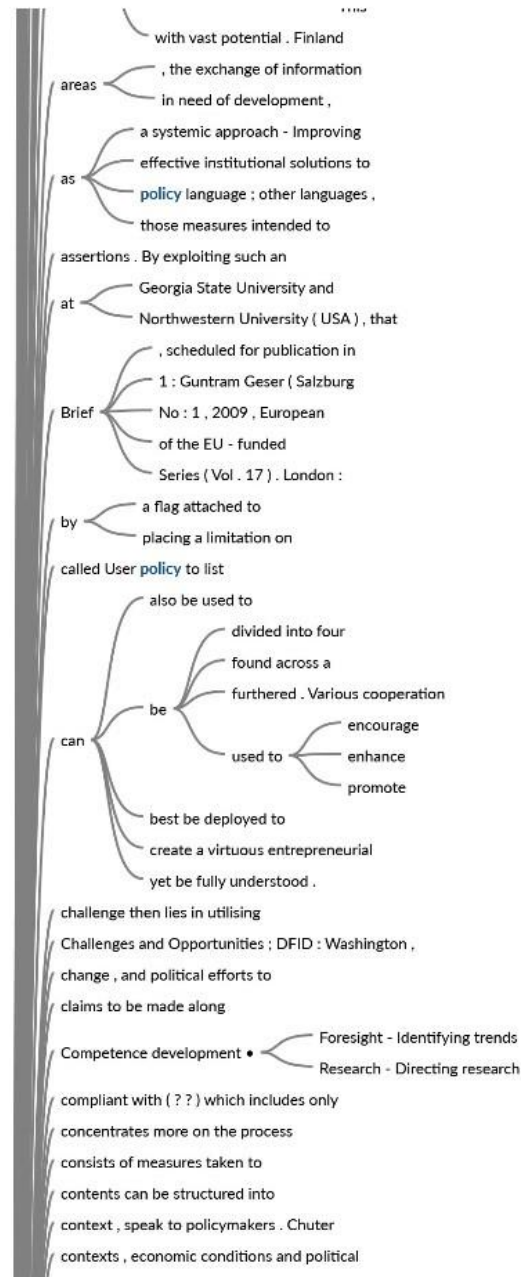 This
with vast potential . Finland
areas
, the exchange of information
in need of development ,
as
a systemic approach - Improving
effective institutional solutions to
policy language ; other languages ,
those measures intended to
assertions . By exploiting such an
at
Georgia State University and
Northwestern University ( USA ) , that
Brief
, scheduled for publication in
1 : Guntram Geser ( Salzburg
No : 1 , 2009 , European
of the EU - funded
Series ( Vol . 17 ) . London :
by
a flag attached to
placing a limitation on
called User policy to list
can
also be used to
be
divided into four
found across a
furthered . Various cooperation
used to
encourage
enhance
promote
best be deployed to
create a virtuous entrepreneurial
yet be fully understood .
challenge then lies in utilising
Challenges and Opportunities ; DFID : Washington ,
change , and political efforts to
claims to be made along
Competence development •
Foresight - Identifying trends
Research - Directing research
compliant with ( ? ? ) which includes only
concentrates more on the process
consists of measures taken to
contents can be structured into
context , speak to policymakers . Chuter
contexts , economic conditions and political